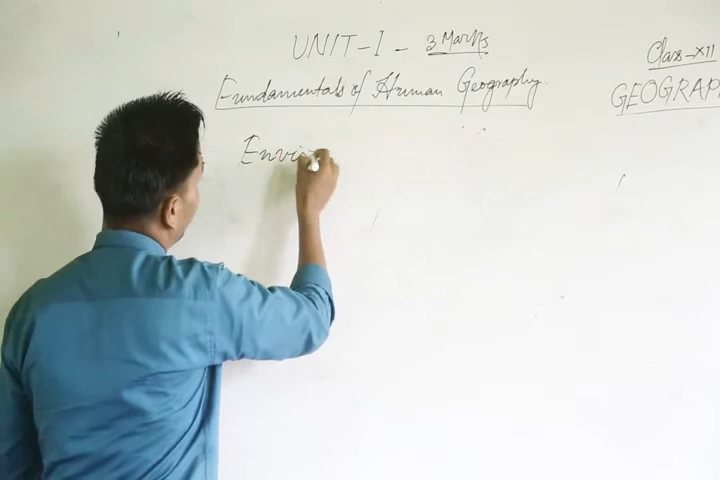 UNIT-I - 3 Marks
Fundamentals of Human Geography.
Class-XII
GEOGRAP
Envi